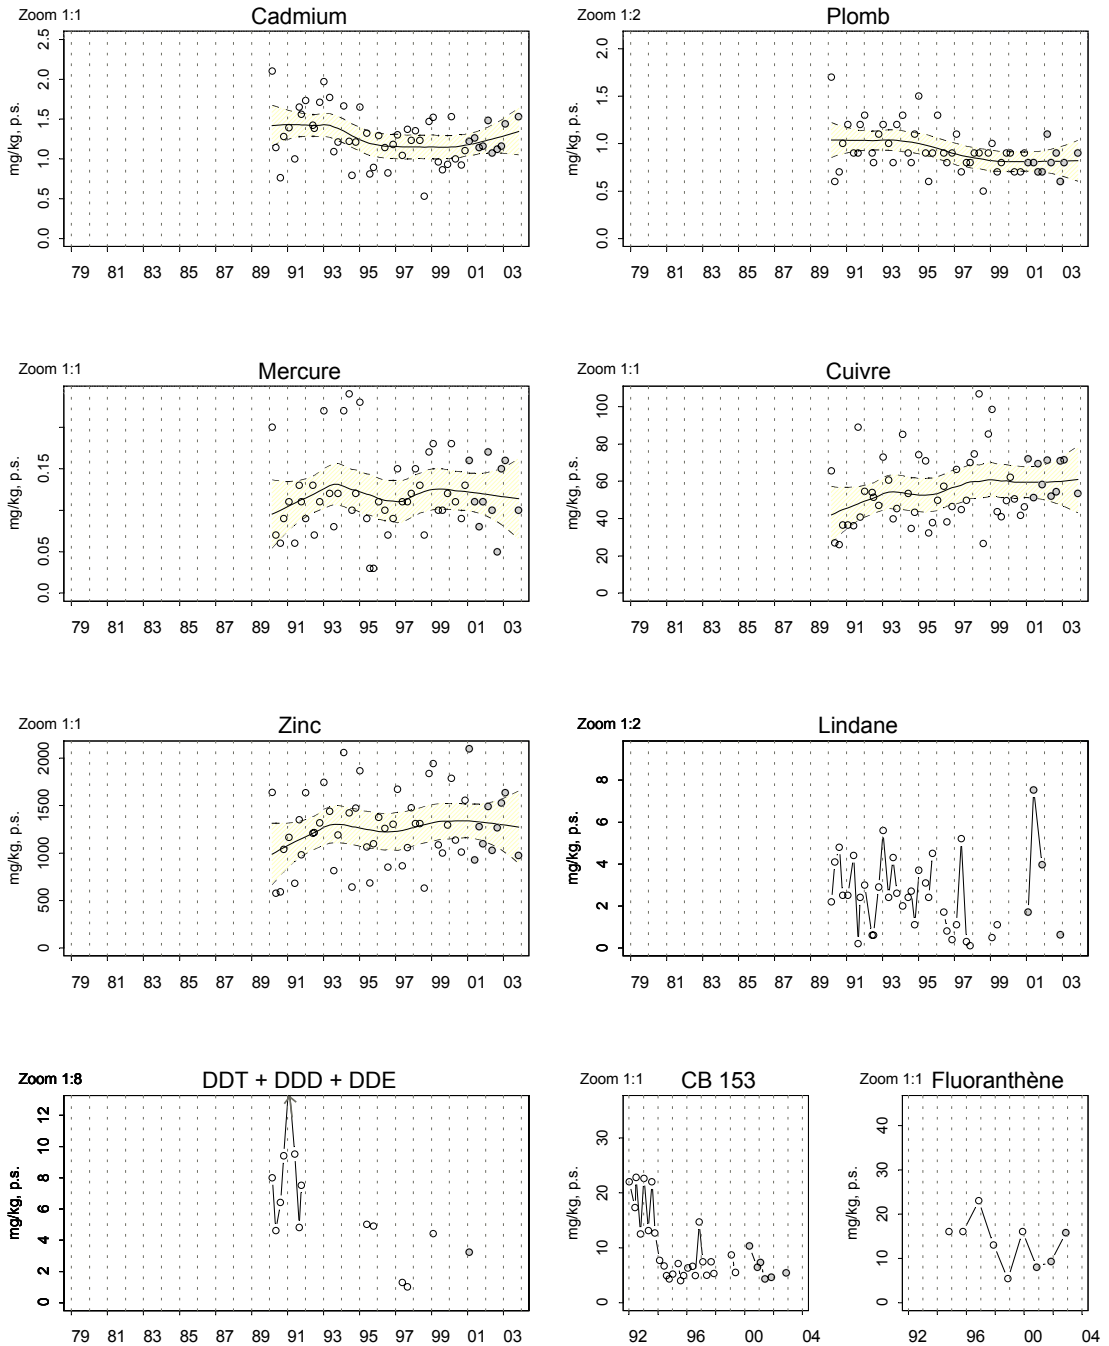 Zoom 1:1 Cadmium
mg/kg, p.s.
0.0 0.5 1.0 1.5 2.0 2.5
79 81 83 85 87 89 91 93 95 97 99 01 03
Zoom 1:2 Plomb
mg/kg, p.s.
0.0 0.5 1.0 1.5 2.0
79 81 83 85 87 89 91 93 95 97 99 01 03
Zoom 1:1 Mercure
mg/kg, p.s.
0.0 0.05 0.15
79 81 83 85 87 89 91 93 95 97 99 01 03
Zoom 1:1 Cuivre
mg/kg, p.s.
0 20 40 60 80 100
79 81 83 85 87 89 91 93 95 97 99 01 03
Zoom 1:1 Zinc
mg/kg, p.s.
0 500 1000 1500 2000
79 81 83 85 87 89 91 93 95 97 99 01 03
Zoom 1:2 Lindane
mg/kg, p.s.
0 2 4 6 8
79 81 83 85 87 89 91 93 95 97 99 01 03
Zoom 1:8 DDT + DDD + DDE
mg/kg, p.s.
0 2 4 6 8 10 12
79 81 83 85 87 89 91 93 95 97 99 01 03
Zoom 1:1 CB 153
mg/kg, p.s.
0 10 20 30
92 96 00 04
Zoom 1:1 Fluoranthène
mg/kg, p.s.
0 10 20 30 40
92 96 00 04